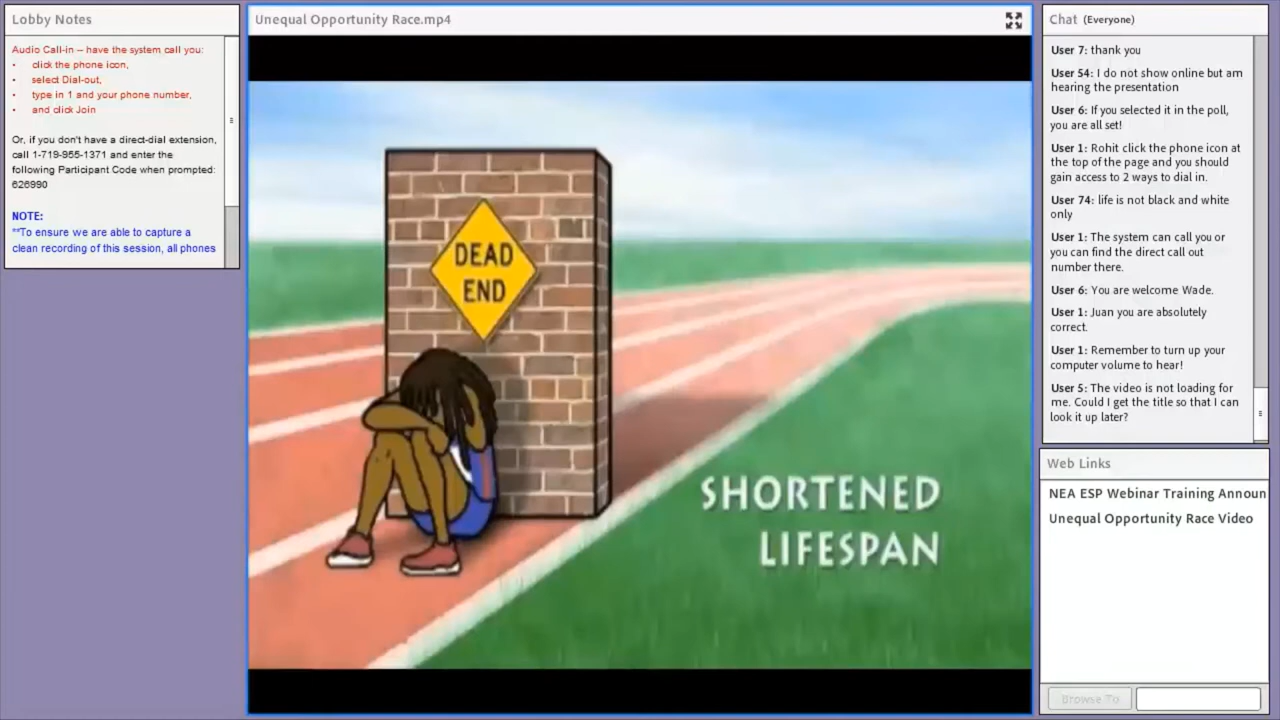 Lobby Notes
Audio Call-in – have the system call you:
• click the phone icon,
• select Dial-out,
• type in 1 and your phone number,
• and click Join
Or, if you don't have a direct-dial extension,
call 1-719-955-1371 and enter the
following Participant Code when prompted:
626990
NOTE:
**To ensure we are able to capture a
clean recording of this session, all phones
Unequal Opportunity Race.mp4
DEAD
END
SHORTENED
LIFESPAN
Chat (Everyone)
User 7: thank you
User 54: I do not show online but am
hearing the presentation
User 6: If you selected it in the poll,
you are all set!
User 1: Rohit click the phone icon at
the top of the page and you should
gain access to 2 ways to dial in.
User 74: life is not black and white
only
User 1: The system can call you or
you can find the direct call out
number there.
User 6: You are welcome Wade.
User 1: Juan you are absolutely
correct.
User 1: Remember to turn up your
computer volume to hear!
User 5: The video is not loading for
me. Could I get the title so that I can
look it up later?
Web Links
NEA ESP Webinar Training Announ
Unequal Opportunity Race Video
Browse To